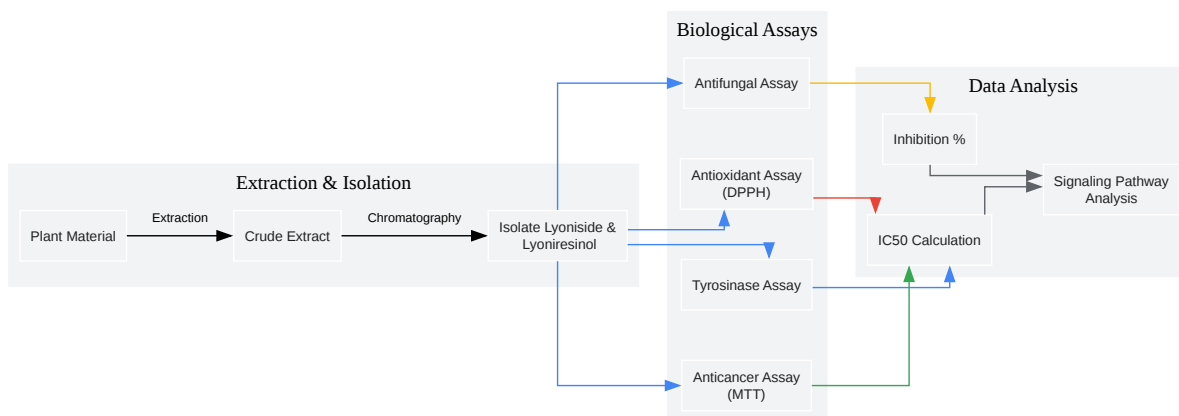 Biological Assays
Antifungal Assay
Data Analysis
Inhibition %
Extraction & Isolation
Antioxidant Assay
(DPPH)
Signaling Pathway
Analysis
Plant Material
Extraction
Crude Extract
Chromatography
Isolate Lyoniside &
Lyoniresinol
IC50 Calculation
Tyrosinase Assay
Anticancer Assay
(MTT)